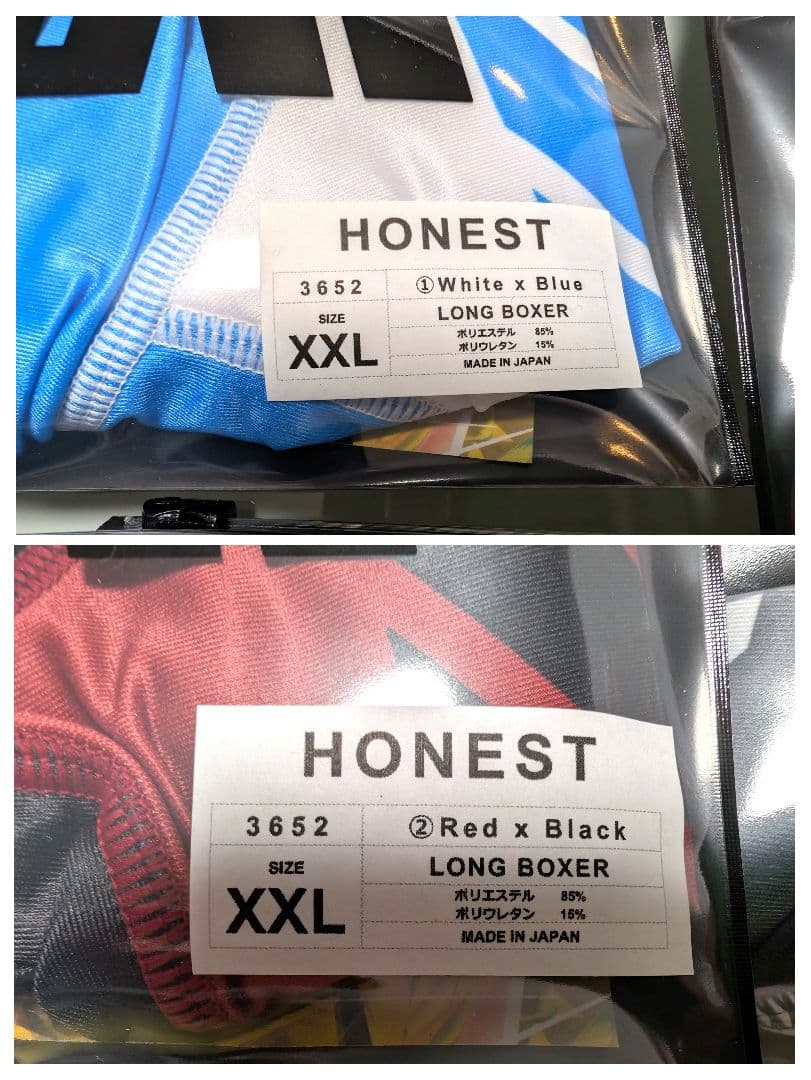 HONEST
3652
①White x Blue
SIZE
XXL
LONG BOXER
ポリエステル 85%
ポリウレタン 15%
MADE IN JAPAN
HONEST
3652
②Red x Black
SIZE
XXL
LONG BOXER
ポリエステル 85%
ポリウレタン 15%
MADE IN JAPAN